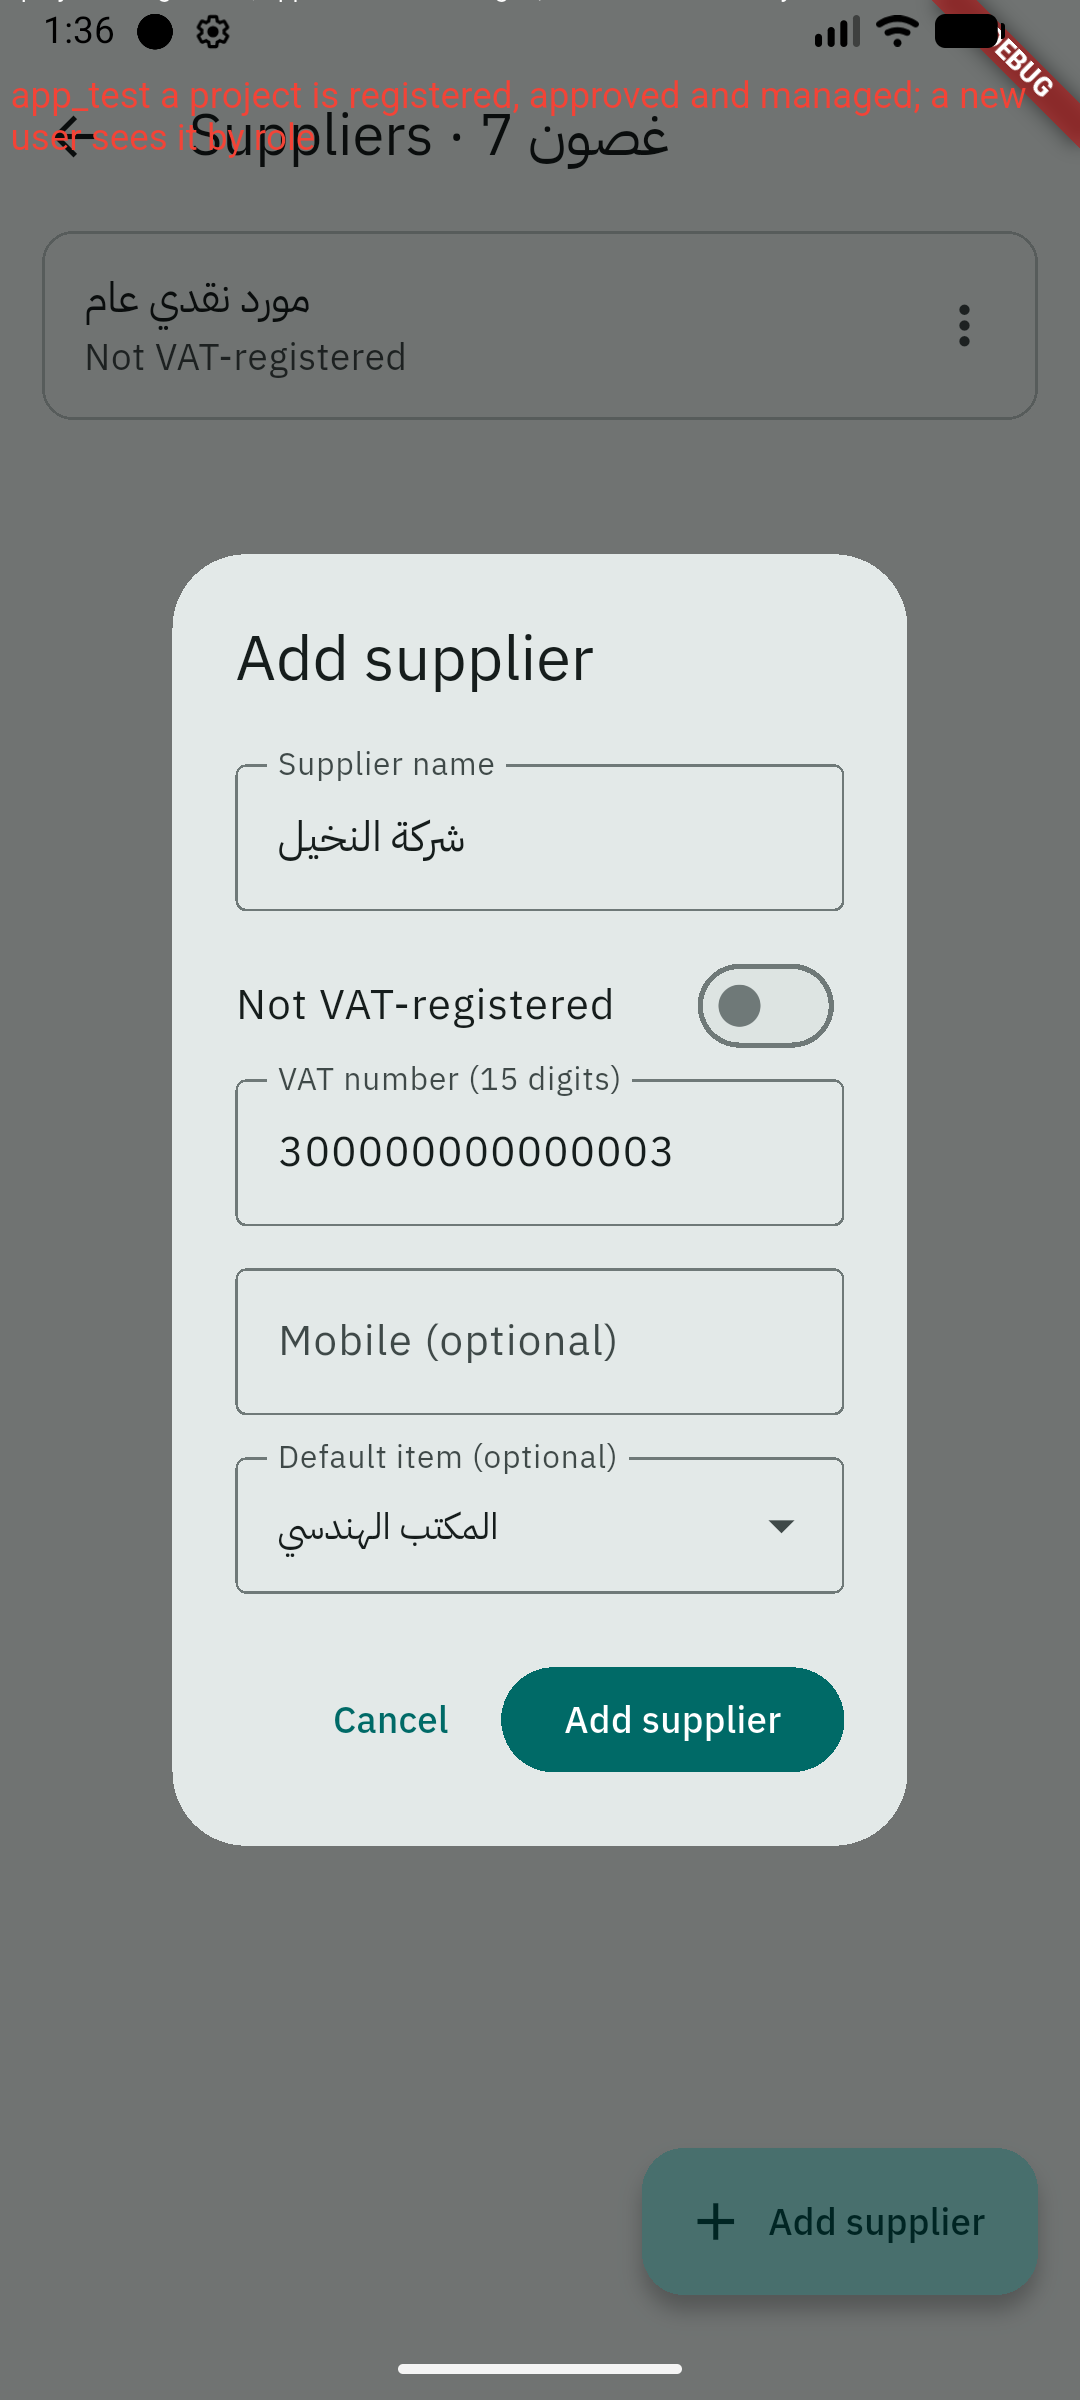 1:36
DEBUG
app_test a project is registered, approved and managed; a new
user sees it by role
Suppliers · غصون 7
مورد نقدي عام
Not VAT-registered
Add supplier
Supplier name
شركة النخيل
Not VAT-registered
VAT number (15 digits)
300000000000003
Mobile (optional)
Default item (optional)
المكتب الهندسي
Cancel
Add supplier
Add supplier